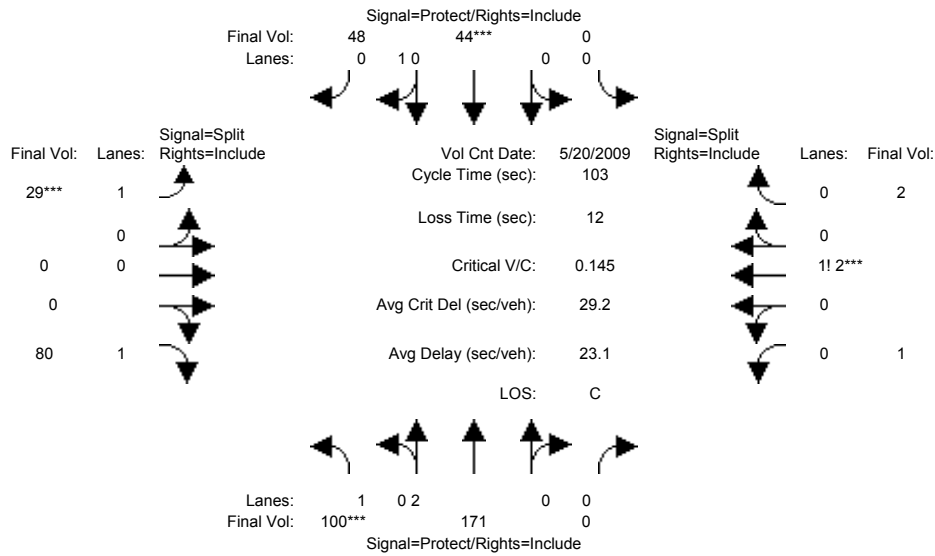 Signal=Protect/Rights=Include
Final Vol: 48 44*** 0
Lanes: 0 1 0 0 0
Signal=Split Signal=Split
Final Vol: Lanes: Rights=Include Vol Cnt Date: 5/20/2009 Rights=Include Lanes: Final Vol:
Cycle Time (sec): 103
29*** 1 0 2
Loss Time (sec): 12
0 0
0 0 Critical V/C: 0.145 1! 2***
0 Avg Crit Del (sec/veh): 29.2 0
80 1 Avg Delay (sec/veh): 23.1 0 1
LOS: C
Lanes: 1 0 2 0 0
Final Vol: 100*** 171 0
Signal=Protect/Rights=Include